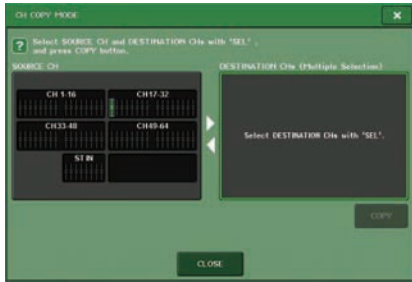 CH COPY MODE
×
? Select SOURCE CH and DESTINATION CHs with "SEL",
and press COPY button.
SOURCE CH
DESTINATION CHs (Multiple Selection)
CH 1-16
CH17-32
CH33-48
CH49-64
ST IN
Select DESTINATION CHs with "SEL".
COPY
CLOSE